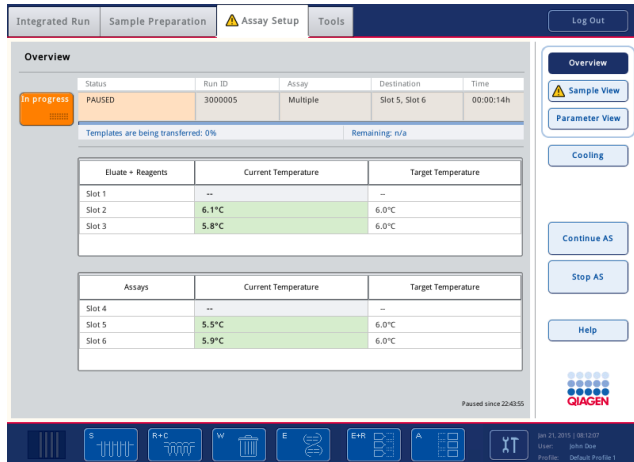 Integrated Run
Sample Preparation
Assay Setup
Tools
Log Out
Overview
Status Run ID Assay Destination Time
In progress
PAUSED 3000005 Multiple Slot 5, Slot 6 00:00:14h
Templates are being transferred: 0% Remaining: n/a
Eluate + Reagents Current Temperature Target Temperature
Slot 1 -- --
Slot 2 6.1°C 6.0°C
Slot 3 5.8°C 6.0°C
Assays Current Temperature Target Temperature
Slot 4 -- --
Slot 5 5.5°C 6.0°C
Slot 6 5.9°C 6.0°C
Paused since 22:43:55
Overview
Sample View
Parameter View
Cooling
Continue AS
Stop AS
Help
QIAGEN
S
R+C
W
E
E+R
A
Jan 21, 2015 | 08:12:07
User: John Doe
Profile: Default Profile 1